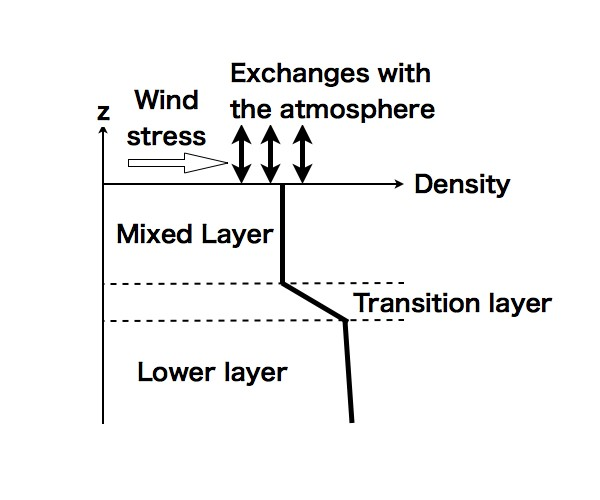 Exchanges with
the atmosphere
Wind
stress
z
Density
Mixed Layer
Transition layer
Lower layer